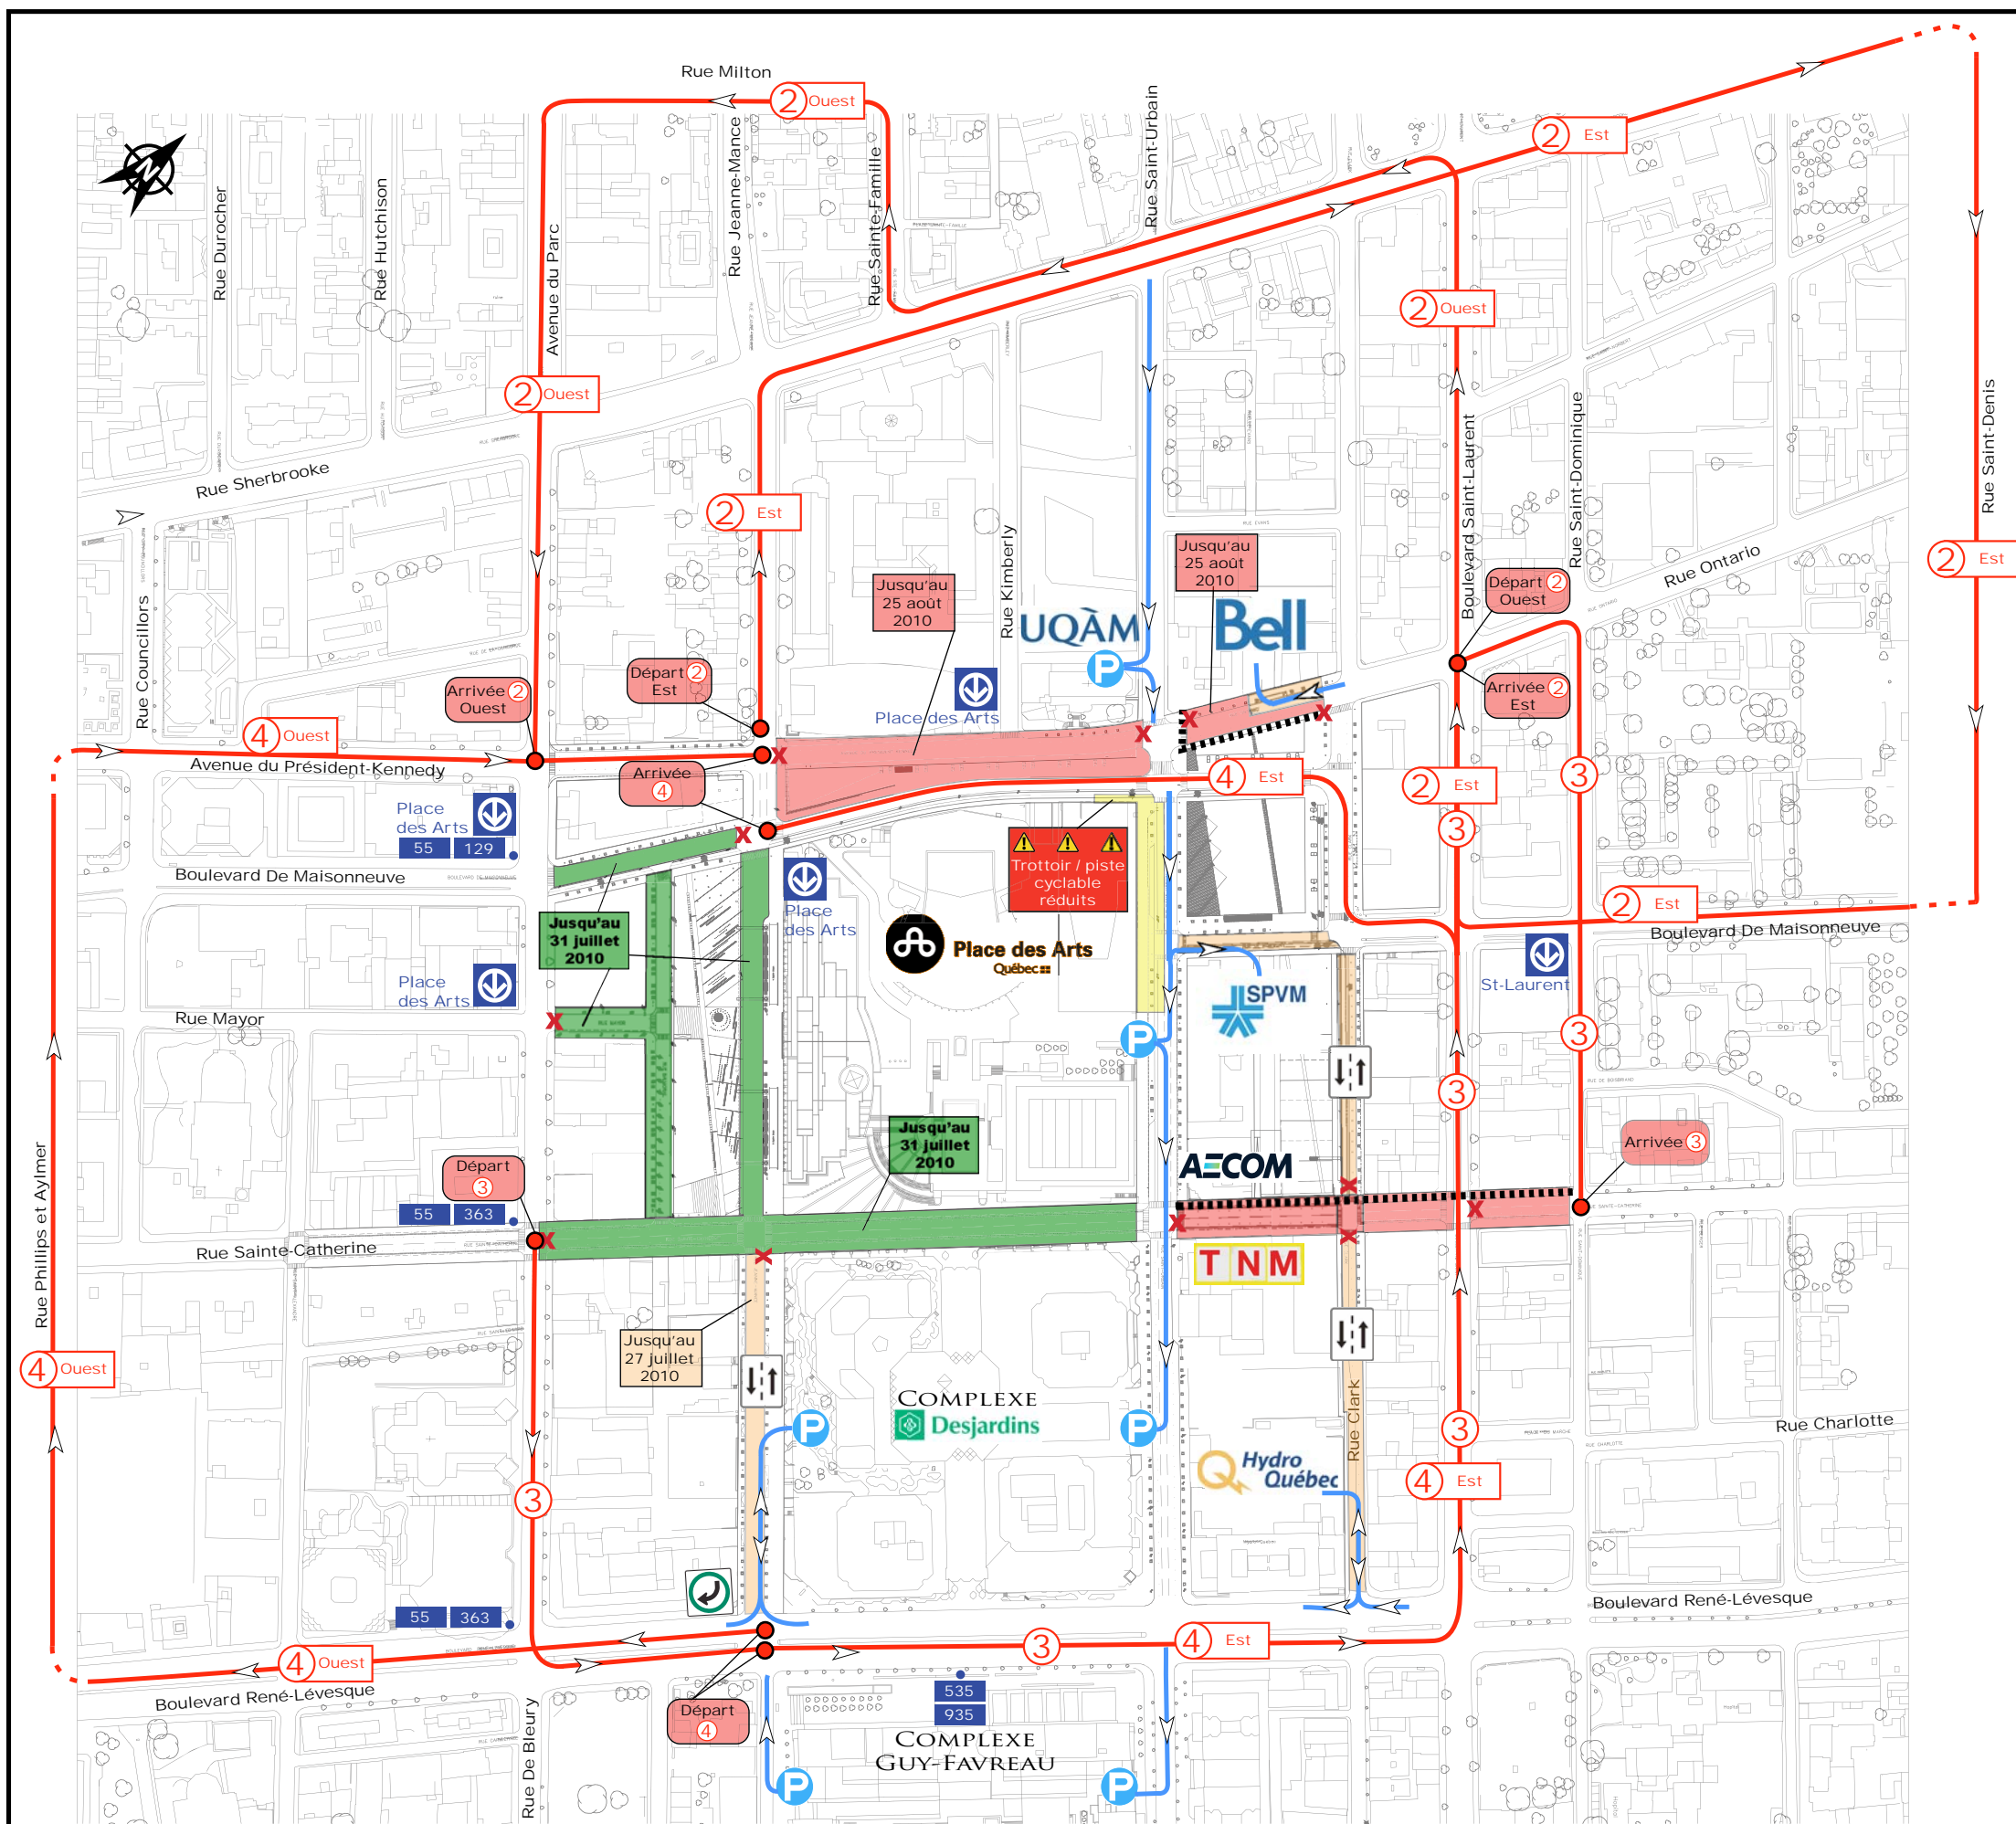 Rue Milton
2 Ouest
Rue Saint-Urbain
2 Est
Rue Jeanne-Mance
Rue Sainte-Famille
N
Rue Durocher
Rue Hutchison
Avenue du Parc
2 Ouest
2 Ouest
Rue Saint-Denis
Boulevard Saint-Laurent
Rue Saint-Dominique
Rue Sherbrooke
2 Est
Rue Kimberly
Jusqu'au
25 août
2010
Jusqu'au
25 août
2010
Rue Ontario
2 Est
Départ 2
Ouest
Arrivée 2
Est
UQÀM
Bell
P
Rue Councillors
Départ 2
Est
Arrivée 2
Ouest
Place des Arts
4 Ouest
Avenue du Président-Kennedy
Arrivée
4
4 Est
2 Est
3
3
Place
des Arts
55 129
Boulevard De Maisonneuve
Trottoir / piste
cyclable
réduits
Place
des Arts
Jusqu'au
31 juillet
2010
Place des Arts
Québec
2 Est
Boulevard De Maisonneuve
St-Laurent
Place
des Arts
SPVM
Rue Mayor
RUE MAYOR
P
3
3
Jusqu'au
31 juillet
2010
AECOM
Arrivée 3
Rue Phillips et Aylmer
Départ
3
55 363
Rue Sainte-Catherine
TNM
Jusqu'au
27 juillet
2010
4 Ouest
COMPLEXE
Desjardins
P
P
Rue Clark
3
Rue Charlotte
RUE CHARLOTTE
Hydro
Québec
4 Est
3
55 363
Boulevard René-Lévesque
4 Ouest
3
4 Est
Boulevard René-Lévesque
Rue De Bleury
Départ
4
535
935
COMPLEXE
GUY-FAVREAU
P
P